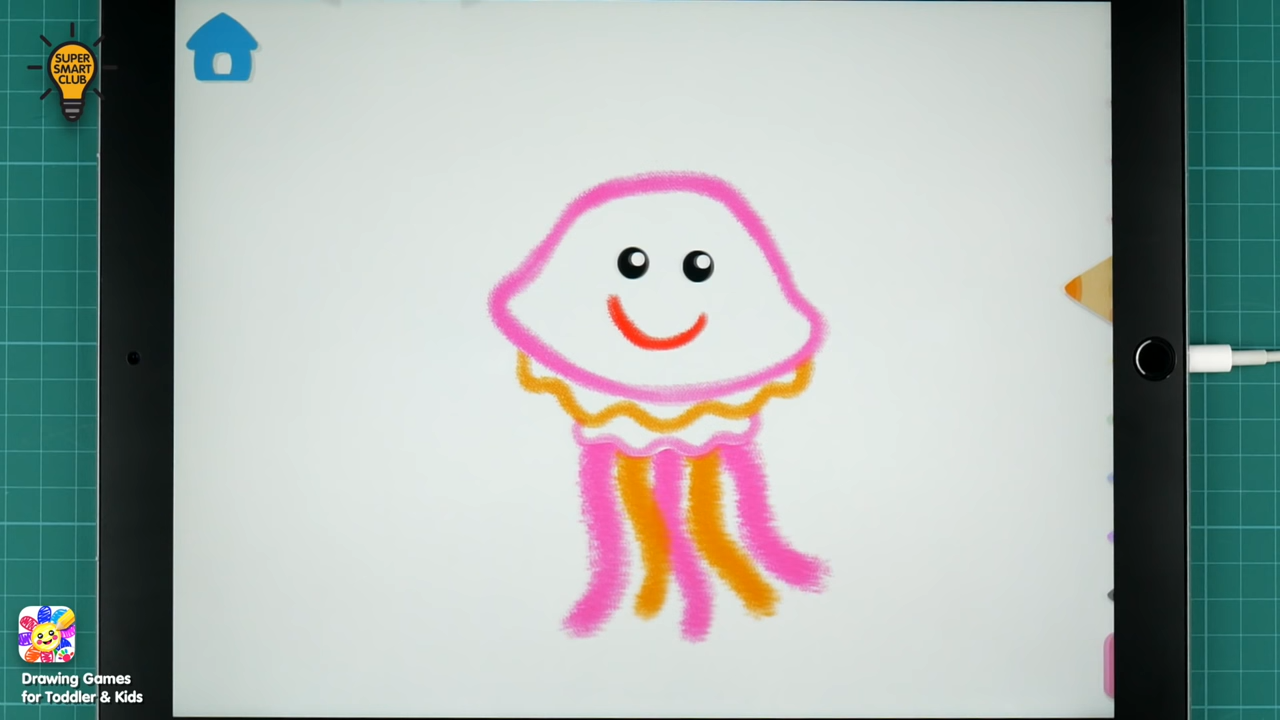 SUPER
SMART
CLUB
Drawing Games
for Toddler & Kids